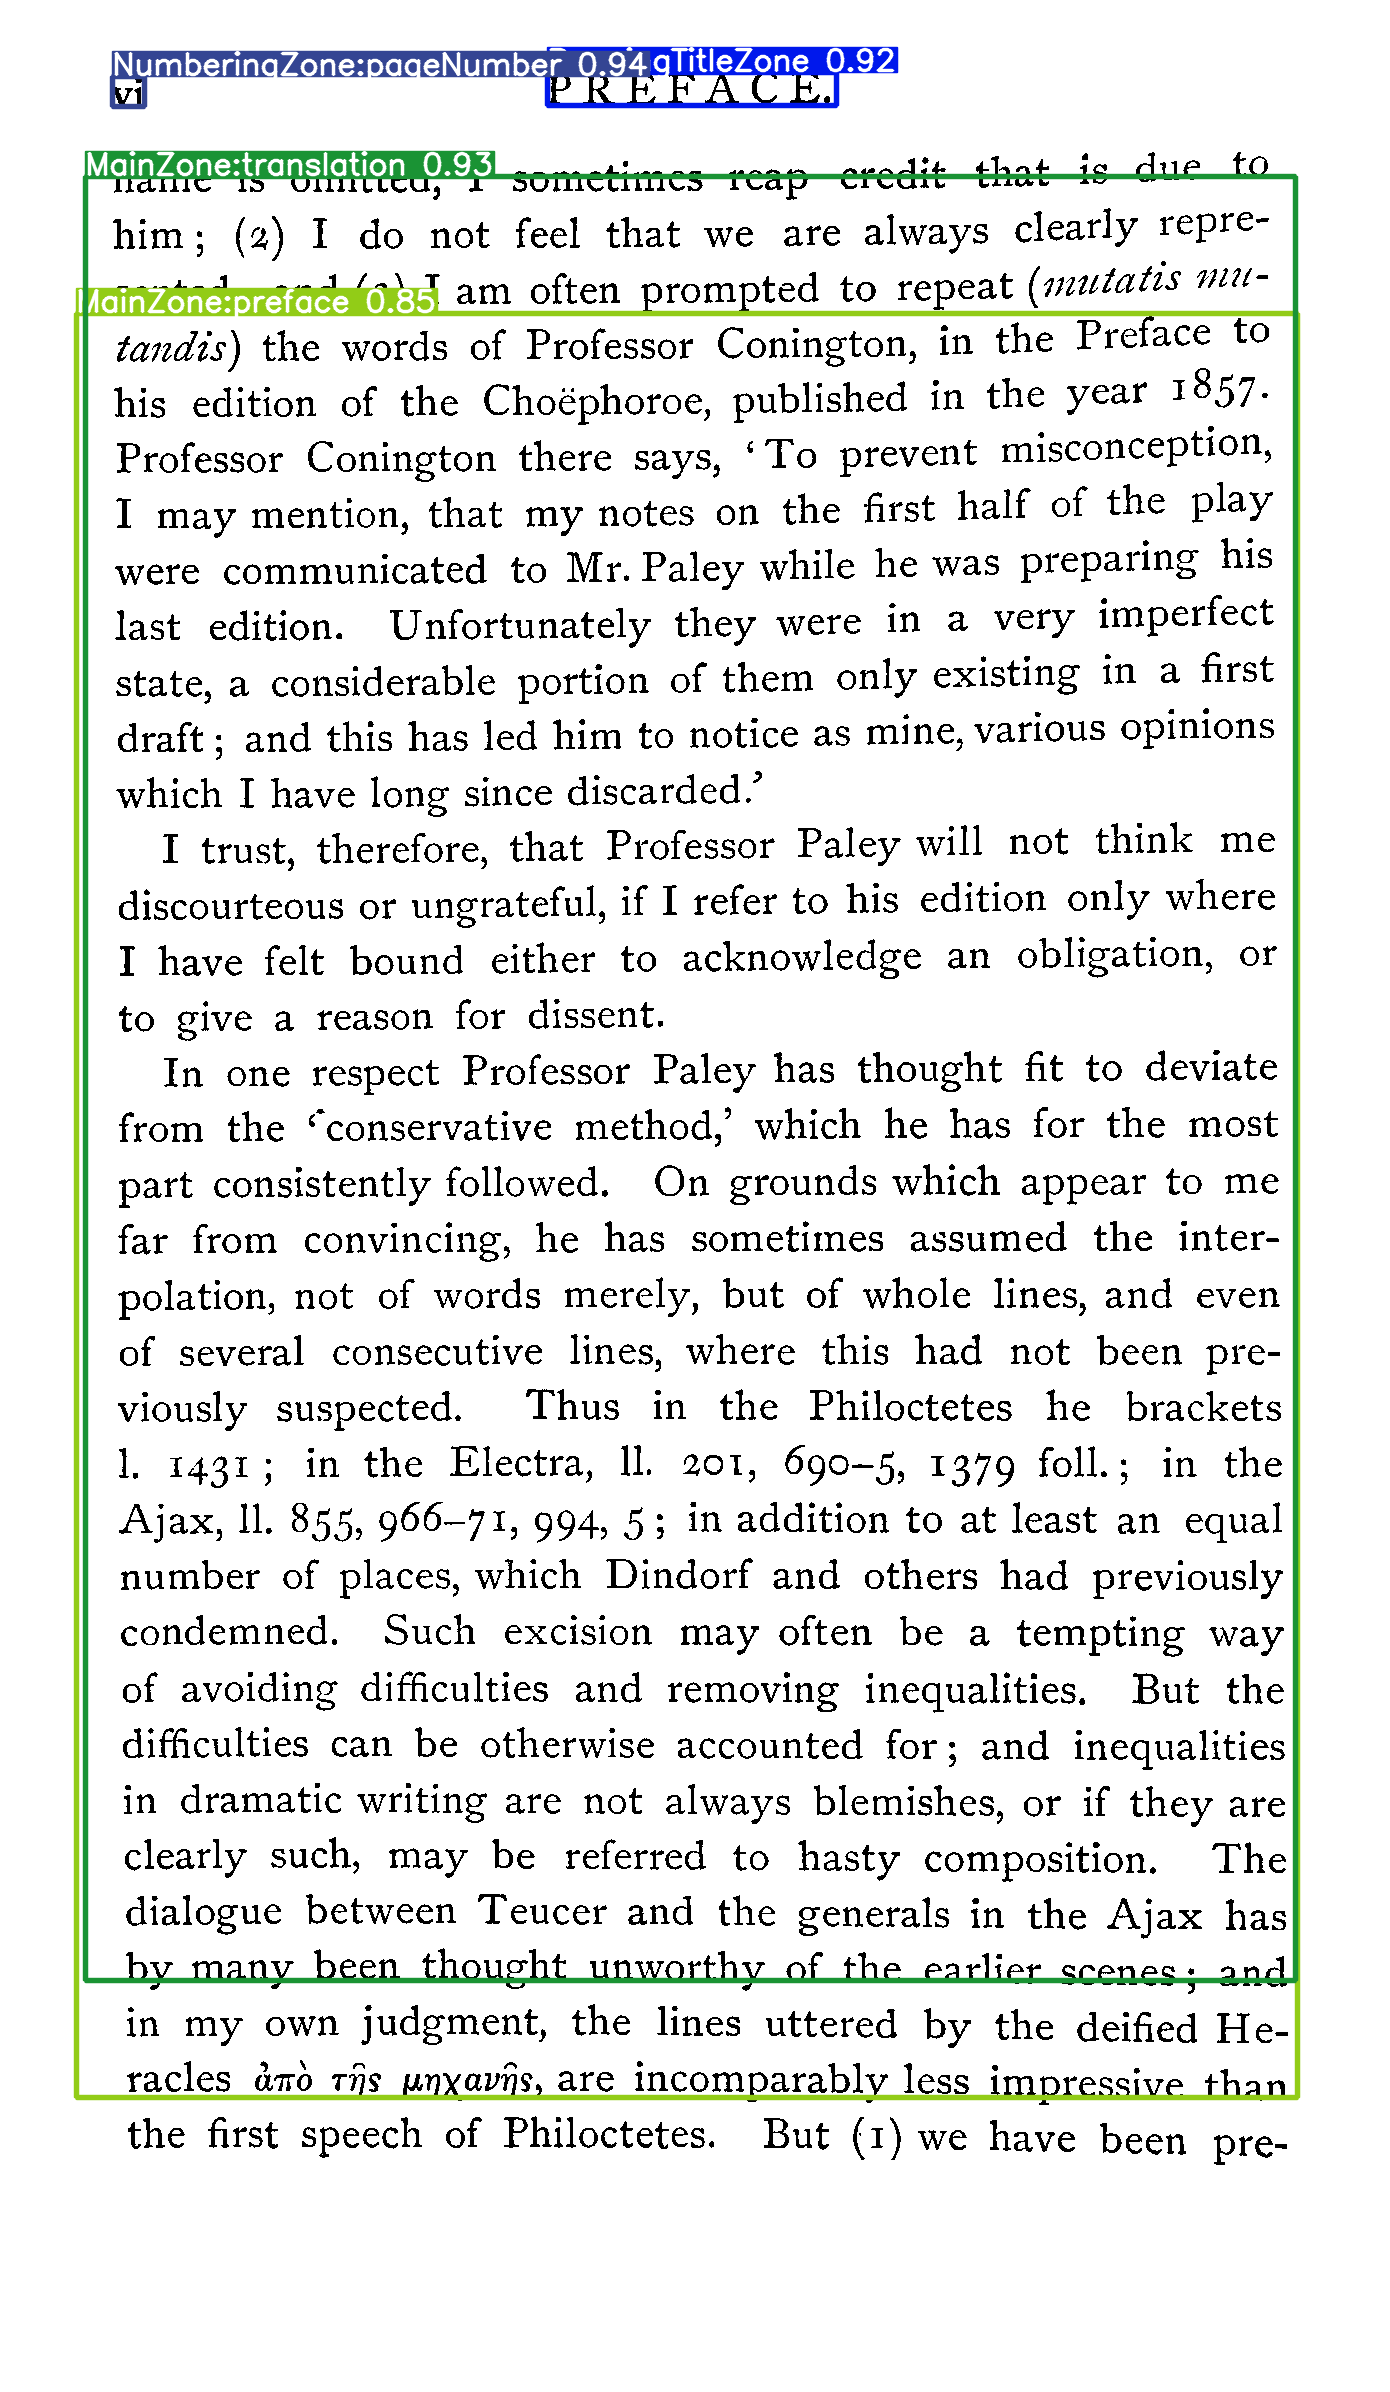 NumberingZone:pageNumber 0.94 gTitleZone 0.92
vi PREFACE.
MainZone:translation 0.93
name is omitted, I sometimes reap credit that is due to
him; (2) I do not feel that we are always clearly repre-
sented, and (3) I am often prompted to repeat (mutatis mu-
MainZone:preface 0.85
tandis) the words of Professor Conington, in the Preface to
his edition of the Choëphoroe, published in the year 1857.
Professor Conington there says, ‘To prevent misconception,
I may mention, that my notes on the first half of the play
were communicated to Mr. Paley while he was preparing his
last edition. Unfortunately they were in a very imperfect
state, a considerable portion of them only existing in a first
draft; and this has led him to notice as mine, various opinions
which I have long since discarded.’
I trust, therefore, that Professor Paley will not think me
discourteous or ungrateful, if I refer to his edition only where
I have felt bound either to acknowledge an obligation, or
to give a reason for dissent.
In one respect Professor Paley has thought fit to deviate
from the ‘conservative method,’ which he has for the most
part consistently followed. On grounds which appear to me
far from convincing, he has sometimes assumed the inter-
polation, not of words merely, but of whole lines, and even
of several consecutive lines, where this had not been pre-
viously suspected. Thus in the Philoctetes he brackets
l. 1431; in the Electra, ll. 201, 690–5, 1379 foll.; in the
Ajax, ll. 855, 966–71, 994, 5; in addition to at least an equal
number of places, which Dindorf and others had previously
condemned. Such excision may often be a tempting way
of avoiding difficulties and removing inequalities. But the
difficulties can be otherwise accounted for; and inequalities
in dramatic writing are not always blemishes, or if they are
clearly such, may be referred to hasty composition. The
dialogue between Teucer and the generals in the Ajax has
by many been thought unworthy of the earlier scenes; and
in my own judgment, the lines uttered by the deified He-
racles ἀπὸ τῆς μηχανῆς, are incomparably less impressive than
the first speech of Philoctetes. But (1) we have been pre-